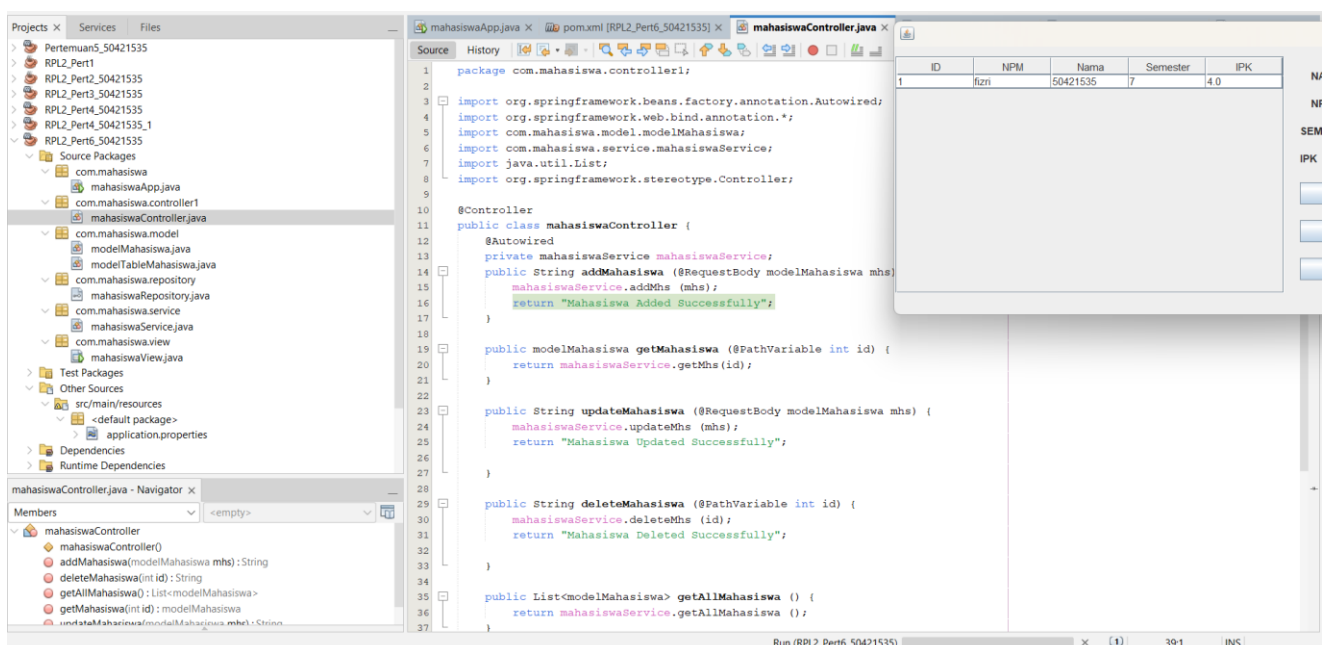 Projects × Services Files
Pertemuan5_50421535
RPL2_Pert1
RPL2_Pert2_50421535
RPL2_Pert3_50421535
RPL2_Pert4_50421535
RPL2_Pert4_50421535_1
RPL2_Pert6_50421535
Source Packages
com.mahasiswa
mahasiswaApp.java
com.mahasiswa.controller1
mahasiswaController.java
com.mahasiswa.model
modelMahasiswa.java
modelTableMahasiswa.java
com.mahasiswa.repository
mahasiswaRepository.java
com.mahasiswa.service
mahasiswaService.java
com.mahasiswa.view
mahasiswaView.java
Test Packages
Other Sources
src/main/resources
<default package>
application.properties
Dependencies
Runtime Dependencies
mahasiswaController.java - Navigator ×
Members <empty>
mahasiswaController
mahasiswaController()
addMahasiswa(modelMahasiswa mhs) : String
deleteMahasiswa(int id) : String
getAllMahasiswa() : List<modelMahasiswa>
getMahasiswa(int id) : modelMahasiswa
updateMahasiswa(modelMahasiswa mhs) : String
mahasiswaApp.java × pom.xml [RPL2_Pert6_50421535] × mahasiswaController.java ×
Source History
1 package com.mahasiswa.controller1;
2
3 import org.springframework.beans.factory.annotation.Autowired;
4 import org.springframework.web.bind.annotation.*;
5 import com.mahasiswa.model.modelMahasiswa;
6 import com.mahasiswa.service.mahasiswaService;
7 import java.util.List;
8 import org.springframework.stereotype.Controller;
9
10 @Controller
11 public class mahasiswaController {
12 @Autowired
13 private mahasiswaService mahasiswaService;
14 public String addMahasiswa (@RequestBody modelMahasiswa mhs)
15 mahasiswaService.addMhs (mhs);
16 return "Mahasiswa Added Successfully";
17 }
18
19 public modelMahasiswa getMahasiswa (@PathVariable int id) {
20 return mahasiswaService.getMhs(id);
21 }
22
23 public String updateMahasiswa (@RequestBody modelMahasiswa mhs) {
24 mahasiswaService.updateMhs (mhs);
25 return "Mahasiswa Updated Successfully";
26
27 }
28
29 public String deleteMahasiswa (@PathVariable int id) {
30 mahasiswaService.deleteMhs (id);
31 return "Mahasiswa Deleted Successfully";
32
33 }
34
35 public List<modelMahasiswa> getAllMahasiswa () {
36 return mahasiswaService.getAllMahasiswa ();
37 }
ID NPM Nama Semester IPK
1 fizri 50421535 7 4.0
NA
NP
SEM
IPK
Run (RPL2_Pert6_50421535) × (1) 39:1 INS